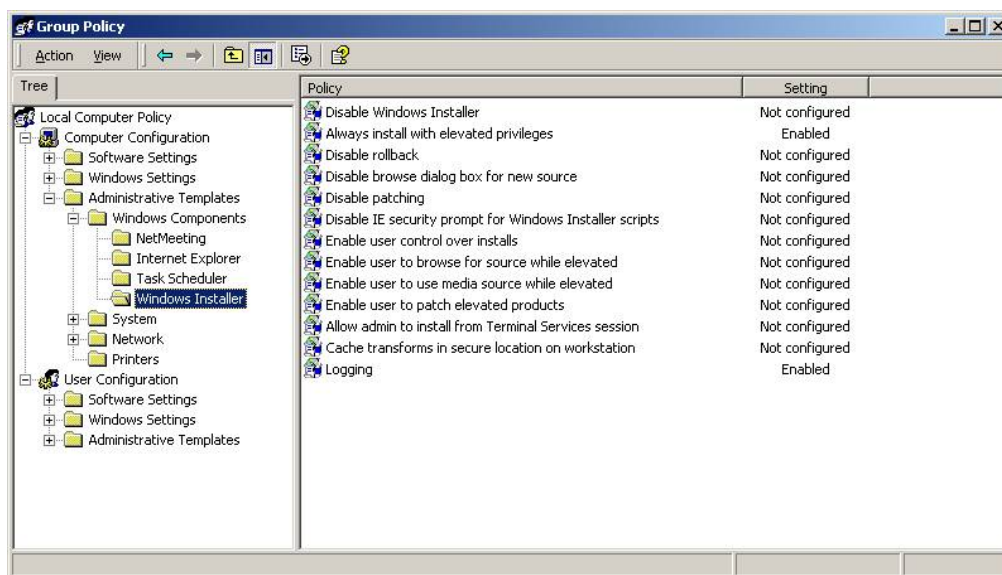 Group Policy
Action View
Tree
Local Computer Policy
Computer Configuration
Software Settings
Windows Settings
Administrative Templates
Windows Components
NetMeeting
Internet Explorer
Task Scheduler
Windows Installer
System
Network
Printers
User Configuration
Software Settings
Windows Settings
Administrative Templates
Policy Setting
Disable Windows Installer Not configured
Always install with elevated privileges Enabled
Disable rollback Not configured
Disable browse dialog box for new source Not configured
Disable patching Not configured
Disable IE security prompt for Windows Installer scripts Not configured
Enable user control over installs Not configured
Enable user to browse for source while elevated Not configured
Enable user to use media source while elevated Not configured
Enable user to patch elevated products Not configured
Allow admin to install from Terminal Services session Not configured
Cache transforms in secure location on workstation Not configured
Logging Enabled